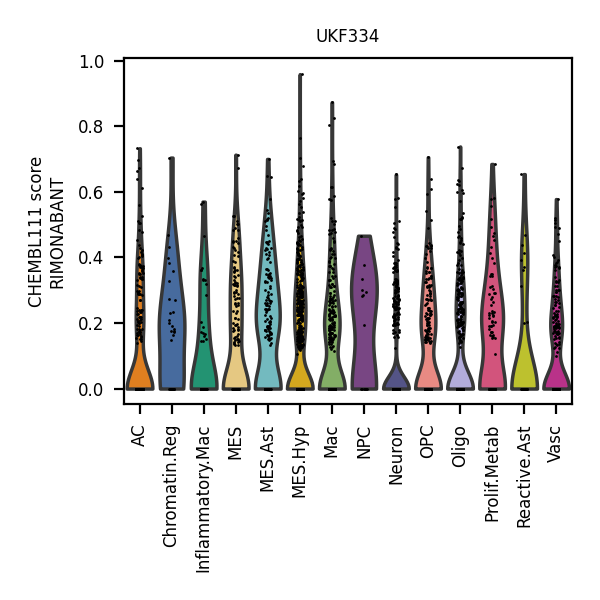 UKF334
CHEMBL111 score
RIMONABANT
1.0
0.8
0.6
0.4
0.2
0.0
AC
Chromatin.Reg
Inflammatory.Mac
MES
MES.Ast
MES.Hyp
Mac
NPC
Neuron
OPC
Oligo
Prolif.Metab
Reactive.Ast
Vasc